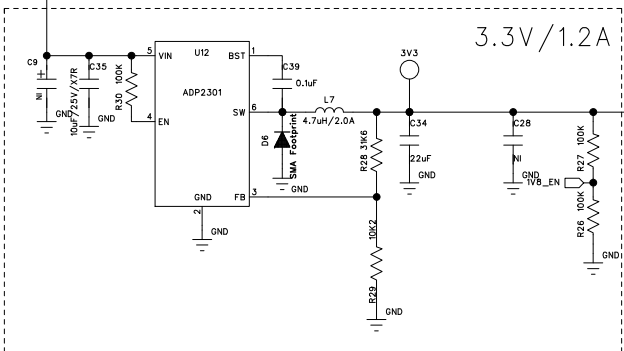 3.3V/1.2A
3V3
C9
+
NI
GND
C35
10uF/25V/X7R
GND
R30 100K
5
VIN
U12
ADP2301
BST
1
4
EN
SW
6
GND
2
FB
3
GND
C39
0.1uF
L7
4.7uH/2.0A
D6
SMA Footprint
GND
R28 31K6
C34
22uF
GND
C28
NI
GND
R27 100K
1V8_EN
R26 100K
GND
10K2
R29
GND